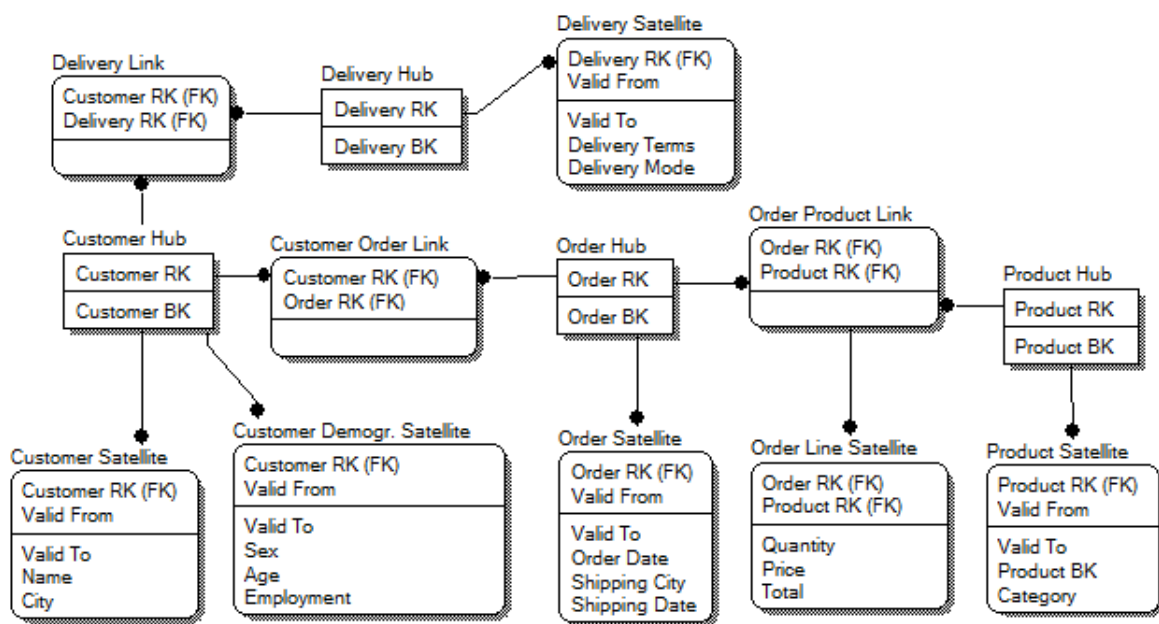 Delivery Satellite
Delivery RK (FK)
Valid From
Valid To
Delivery Terms
Delivery Mode
Delivery Link
Customer RK (FK)
Delivery RK (FK)
Delivery Hub
Delivery RK
Delivery BK
Customer Hub
Customer RK
Customer BK
Customer Order Link
Customer RK (FK)
Order RK (FK)
Order Hub
Order RK
Order BK
Order Product Link
Order RK (FK)
Product RK (FK)
Product Hub
Product RK
Product BK
Customer Satellite
Customer RK (FK)
Valid From
Valid To
Name
City
Customer Demogr. Satellite
Customer RK (FK)
Valid From
Valid To
Sex
Age
Employment
Order Satellite
Order RK (FK)
Valid From
Valid To
Order Date
Shipping City
Shipping Date
Order Line Satellite
Order RK (FK)
Product RK (FK)
Quantity
Price
Total
Product Satellite
Product RK (FK)
Valid From
Valid To
Product BK
Category